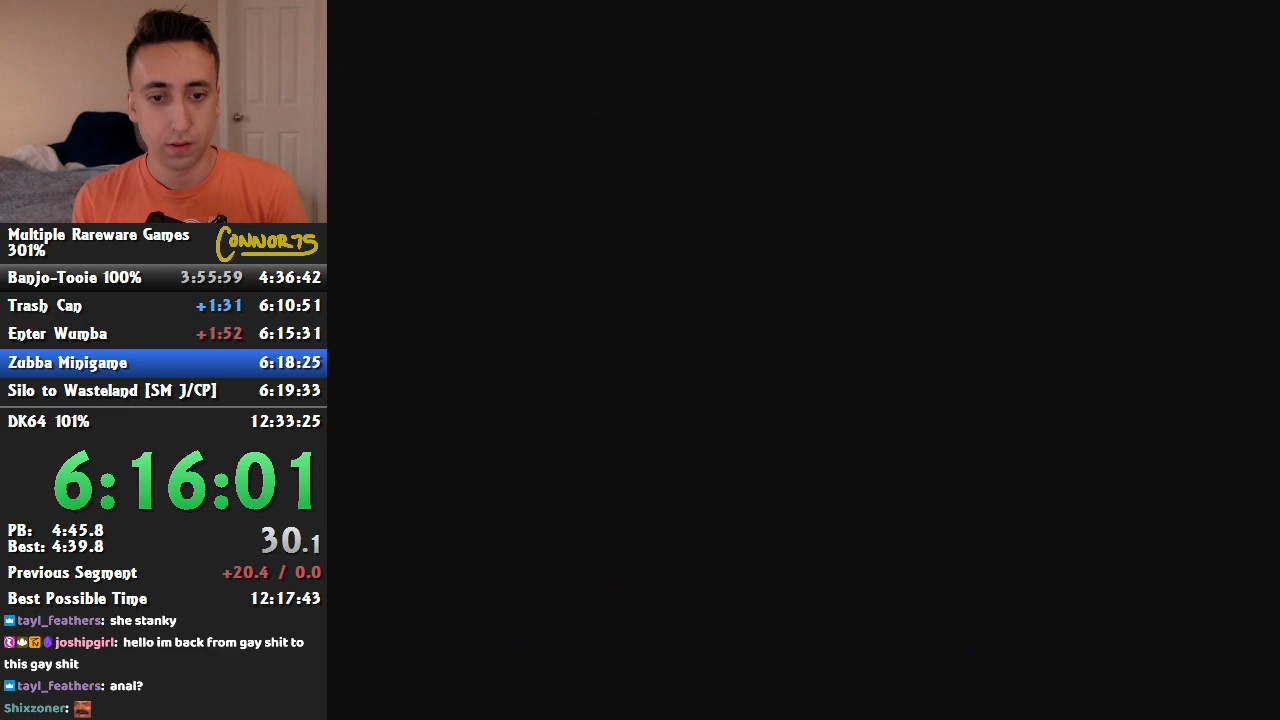 Multiple Rareware Games
301%
CONNOR75
Banjo-Tooie 100% 3:55:59 4:36:42
Trash Can +1:31 6:10:51
Enter Wumba +1:52 6:15:31
Zubba Minigame 6:18:25
Silo to Wasteland [SM J/CP] 6:19:33
DK64 101% 12:33:25
6:16:01
PB: 4:45.8
Best: 4:39.8
30.1
Previous Segment +20.4 / 0.0
Best Possible Time 12:17:43
tayl_feathers: she stanky
joshipgirl: hello im back from gay shit to
this gay shit
tayl_feathers: anal?
Shixzoner: